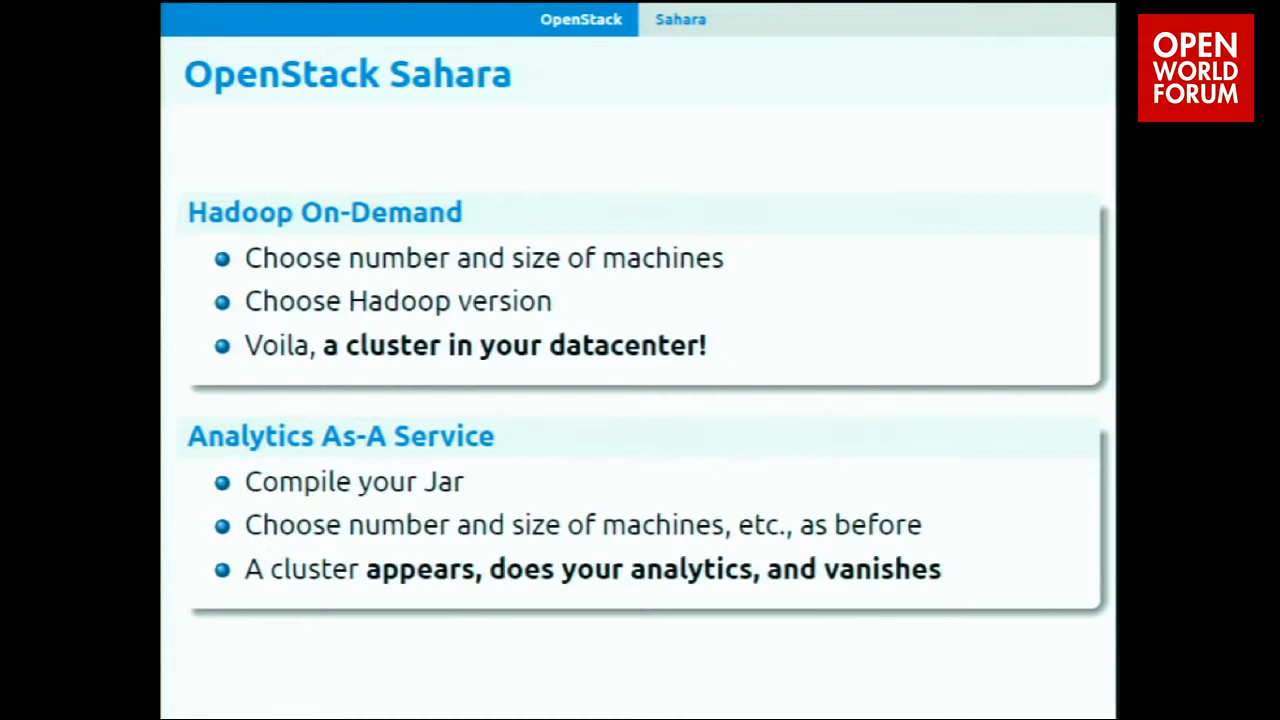 OpenStack Sahara
OpenStack Sahara
Hadoop On-Demand
Choose number and size of machines
Choose Hadoop version
Voila, a cluster in your datacenter!
Analytics As-A Service
Compile your Jar
Choose number and size of machines, etc., as before
A cluster appears, does your analytics, and vanishes
OPEN
WORLD
FORUM